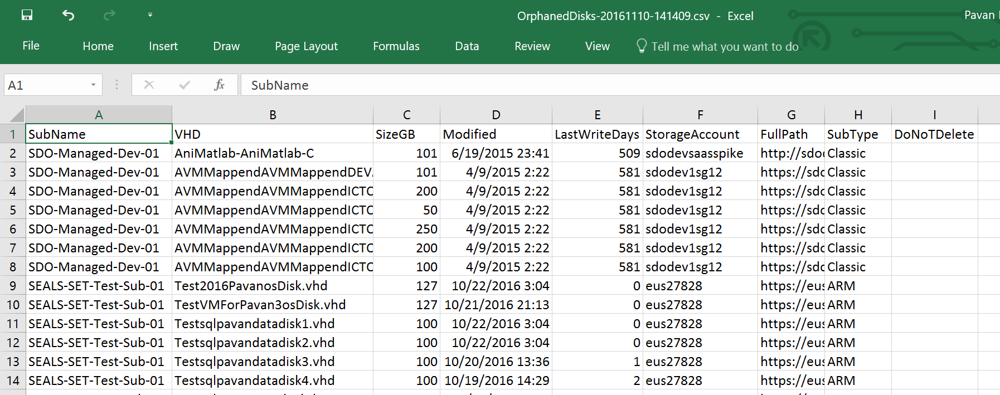 OrphanedDisks-20161110-141409.csv - Excel
Pavan
File Home Insert Draw Page Layout Formulas Data Review View Tell me what you want to do
A1 fx SubName
A B C D E F G H I
1 SubName VHD SizeGB Modified LastWriteDays StorageAccount FullPath SubType DoNoTDelete
2 SDO-Managed-Dev-01 AniMatlab-AniMatlab-C 101 6/19/2015 23:41 509 sdodevsaasspike http://sdo Classic
3 SDO-Managed-Dev-01 AVMMappendAVMMappendDEV 101 4/9/2015 2:22 581 sdodev1sg12 https://sdo Classic
4 SDO-Managed-Dev-01 AVMMappendAVMMappendICTO 200 4/9/2015 2:22 581 sdodev1sg12 https://sdo Classic
5 SDO-Managed-Dev-01 AVMMappendAVMMappendICTO 50 4/9/2015 2:22 581 sdodev1sg12 https://sdo Classic
6 SDO-Managed-Dev-01 AVMMappendAVMMappendICTO 250 4/9/2015 2:22 581 sdodev1sg12 https://sdo Classic
7 SDO-Managed-Dev-01 AVMMappendAVMMappendICTO 200 4/9/2015 2:22 581 sdodev1sg12 https://sdo Classic
8 SDO-Managed-Dev-01 AVMMappendAVMMappendICTO 100 4/9/2015 2:22 581 sdodev1sg12 https://sdo Classic
9 SEALS-SET-Test-Sub-01 Test2016PavanosDisk.vhd 127 10/22/2016 3:04 0 eus27828 https://eus ARM
10 SEALS-SET-Test-Sub-01 TestVMForPavan3osDisk.vhd 127 10/21/2016 21:13 0 eus27828 https://eus ARM
11 SEALS-SET-Test-Sub-01 Testsqlpavandatadisk1.vhd 100 10/22/2016 3:04 0 eus27828 https://eus ARM
12 SEALS-SET-Test-Sub-01 Testsqlpavandatadisk2.vhd 100 10/22/2016 3:04 0 eus27828 https://eus ARM
13 SEALS-SET-Test-Sub-01 Testsqlpavandatadisk3.vhd 100 10/20/2016 13:36 1 eus27828 https://eus ARM
14 SEALS-SET-Test-Sub-01 Testsqlpavandatadisk4.vhd 100 10/19/2016 14:29 2 eus27828 https://eus ARM